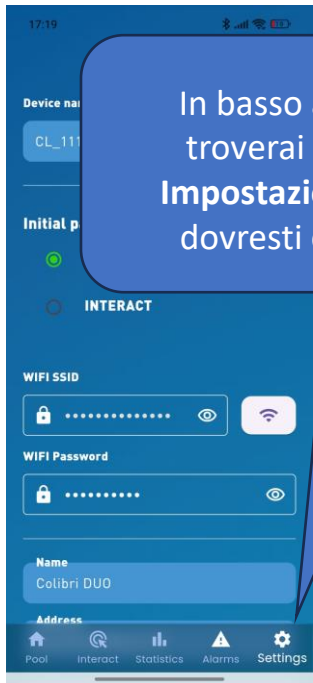 17:19
Device na
CL_111
In basso
troverai
Impostazi
dovresti
Initial p
INTERACT
WIFI SSID
WIFI Password
Name
Colibri DUO
Address
Pool Interact Statistics Alarms Settings